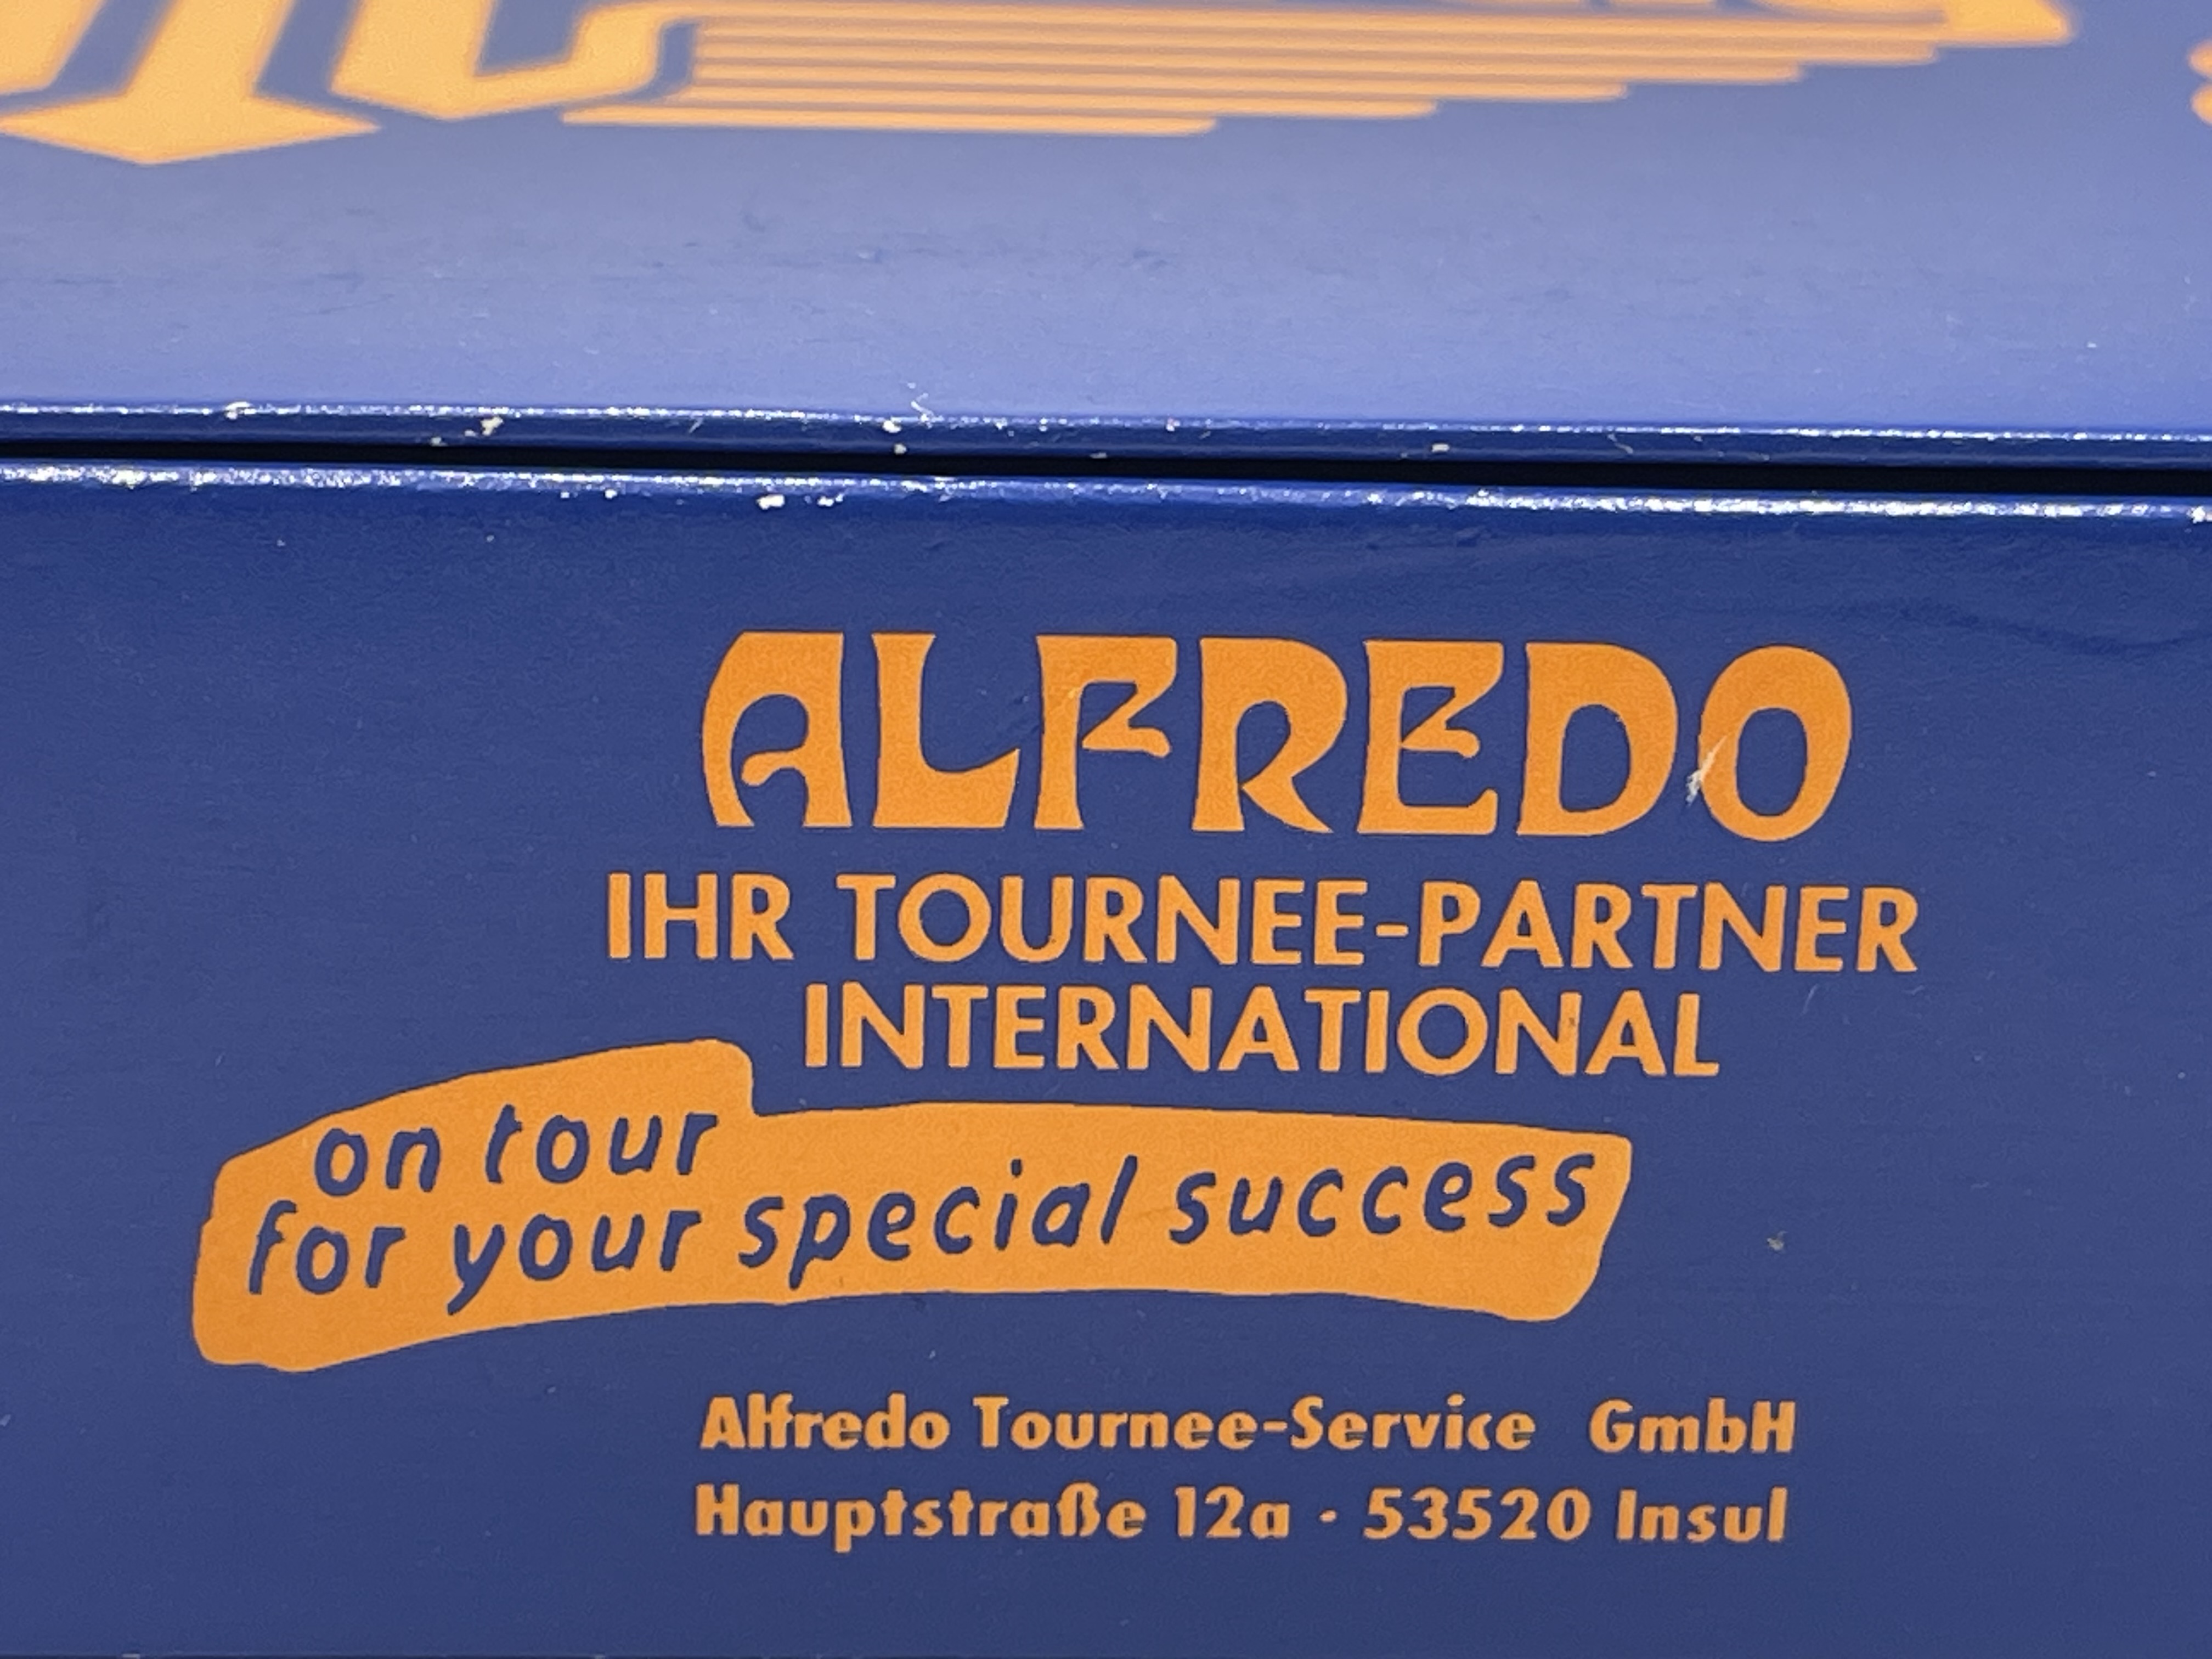 ALFREDO
IHR TOURNEE-PARTNER
INTERNATIONAL
on tour
for your special success
Alfredo Tournee-Service GmbH
Hauptstraße 12a · 53520 Insul